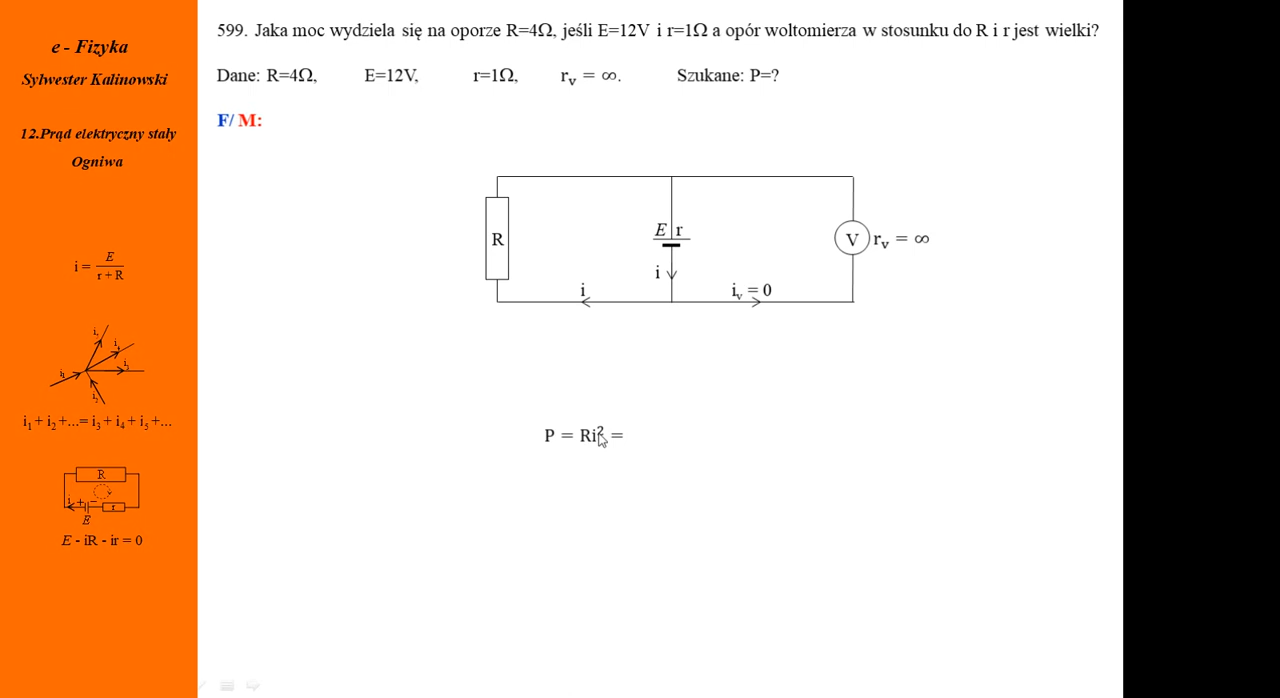 e - Fizyka
Sylwester Kalinowski
12.Prąd elektryczny stały
Ogniwa
i = E / r + R
i₁ + i₂ +...= i₃ + i₄ + i₅ +...
R
i + −
r
E
E - iR - ir = 0
599. Jaka moc wydziela się na oporze R=4Ω, jeśli E=12V i r=1Ω a opór woltomierza w stosunku do R i r jest wielki?
Dane: R=4Ω, E=12V, r=1Ω, rᵥ = ∞. Szukane: P=?
F/ M:
R
E r
V rᵥ = ∞
i
i
iᵥ = 0
P = Ri² =